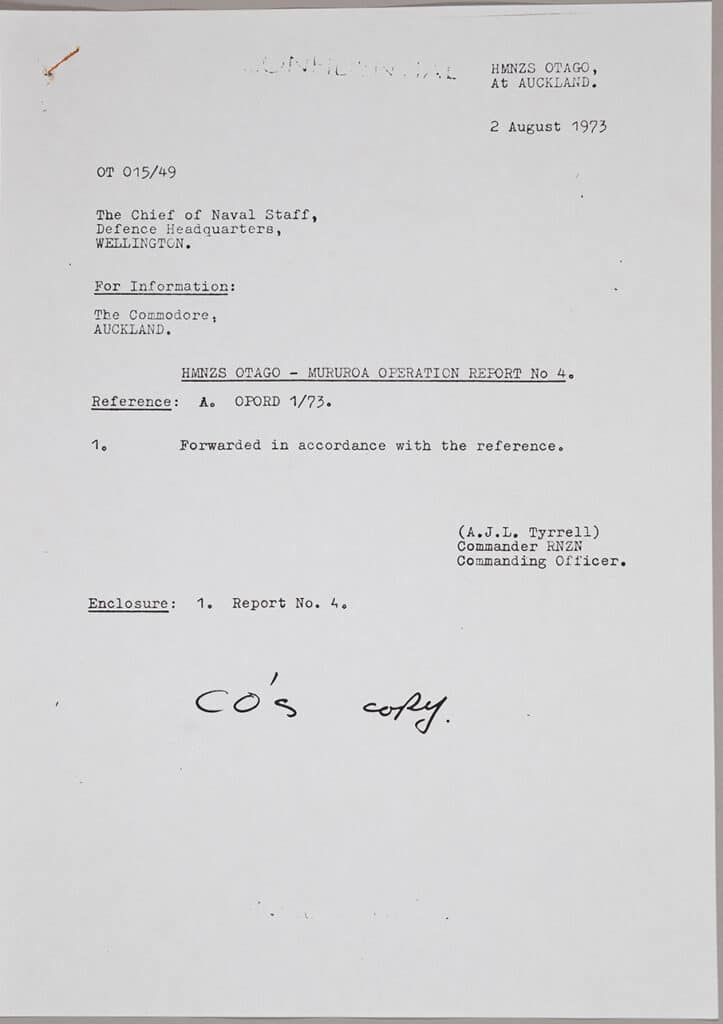 CONFIDENTIAL
HMNZS OTAGO,
At AUCKLAND.
2 August 1973
OT 015/49
The Chief of Naval Staff,
Defence Headquarters,
WELLINGTON.
For Information:
The Commodore,
AUCKLAND.
HMNZS OTAGO - MURUROA OPERATION REPORT No 4.
Reference: A. OPORD 1/73.
1. Forwarded in accordance with the reference.
(A.J.L. Tyrrell)
Commander RNZN
Commanding Officer.
Enclosure: 1. Report No. 4.
CO's copy.